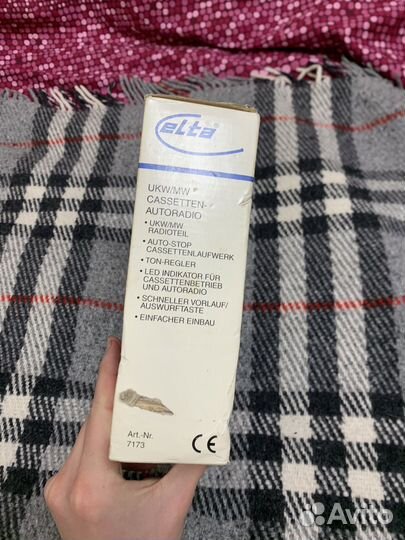 eLta
UKW/MW
CASSETTEN-
AUTORADIO
• UKW/MW
RADIOTEIL
• AUTO-STOP
CASSETTENLAUFWERK
• TON-REGLER
• LED INDIKATOR FÜR
CASSETTENBETRIEB
UND AUTORADIO
• SCHNELLER VORLAUF/
AUSWURFTASTE
• EINFACHER EINBAU
Art.-Nr.
7173
CE
Avito